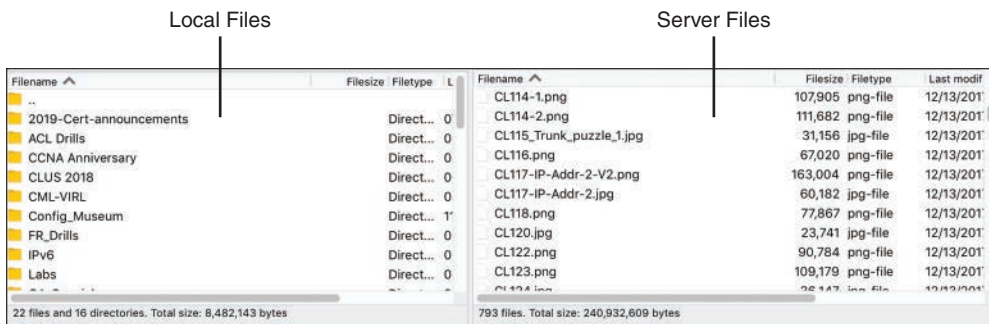 Local Files
Server Files
Filename Filesize Filetype L
..
2019-Cert-announcements Direct... 0
ACL Drills Direct... 0
CCNA Anniversary Direct... 0
CLUS 2018 Direct... 0
CML-VIRL Direct... 0
Config_Museum Direct... 1
FR_Drills Direct... 0
IPv6 Direct... 0
Labs Direct... 0
22 files and 16 directories. Total size: 8,482,143 bytes
Filename Filesize Filetype Last modif
CL114-1.png 107,905 png-file 12/13/201
CL114-2.png 111,682 png-file 12/13/201
CL115_Trunk_puzzle_1.jpg 31,156 jpg-file 12/13/201
CL116.png 67,020 png-file 12/13/201
CL117-IP-Addr-2-V2.png 163,004 png-file 12/13/201
CL117-IP-Addr-2.jpg 60,182 jpg-file 12/13/201
CL118.png 77,867 png-file 12/13/201
CL120.jpg 23,741 jpg-file 12/13/201
CL122.png 90,784 png-file 12/13/201
CL123.png 109,179 png-file 12/13/201
793 files. Total size: 240,932,609 bytes